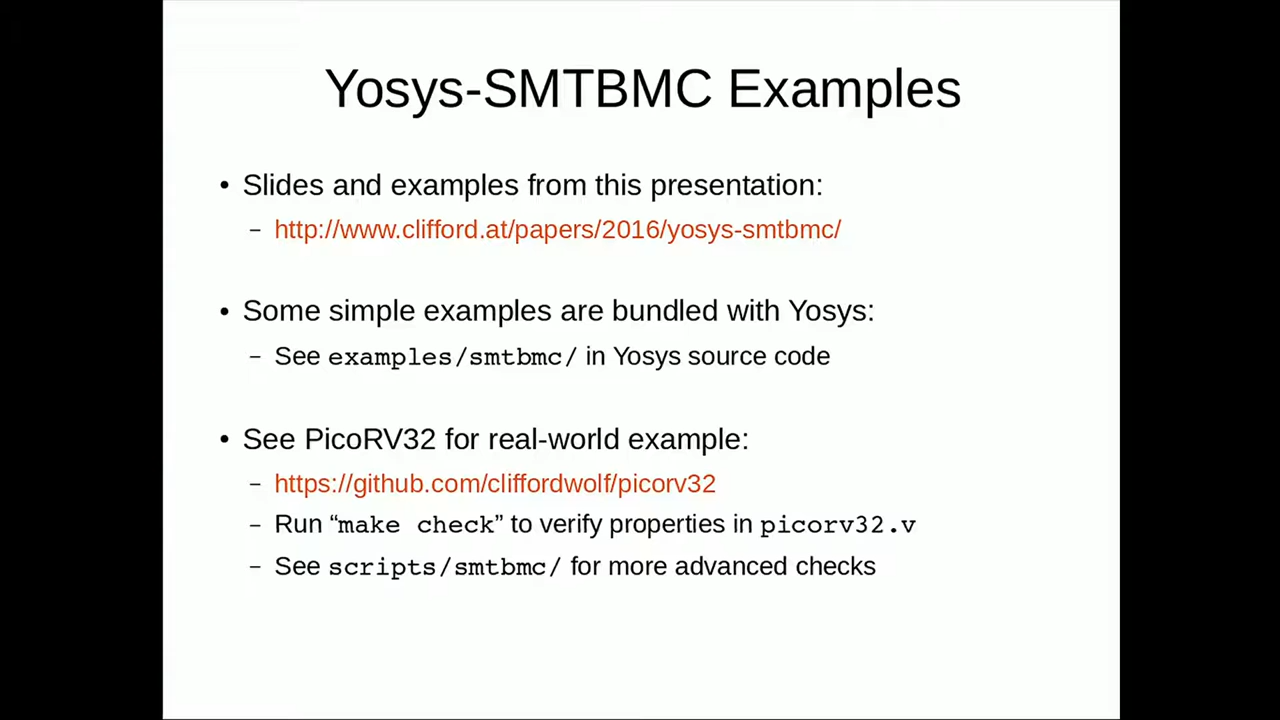 Yosys-SMTBMC Examples
• Slides and examples from this presentation:
– http://www.clifford.at/papers/2016/yosys-smtbmc/
• Some simple examples are bundled with Yosys:
– See examples/smtbmc/ in Yosys source code
• See PicoRV32 for real-world example:
– https://github.com/cliffordwolf/picorv32
– Run “make check” to verify properties in picorv32.v
– See scripts/smtbmc/ for more advanced checks